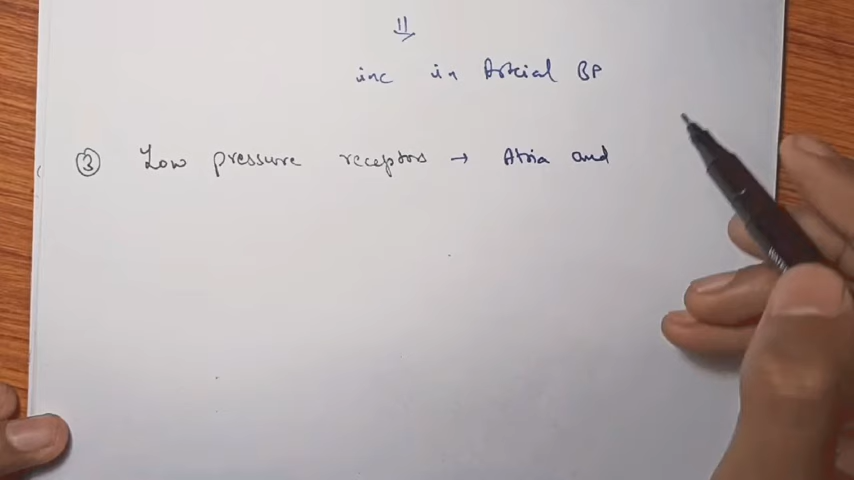 ⇓
inc in Arterial BP
③ Low pressure receptors → Atria and